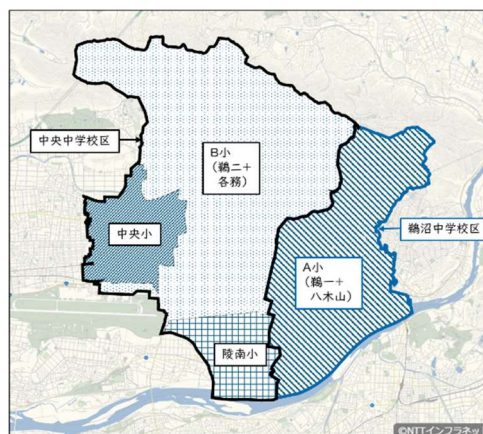 中央中学校区
B小
（鵜二＋
各務）
中央小
鵜沼中学校区
A小
（鵜一＋
八木山）
陵南小
©NTTインフラネッ